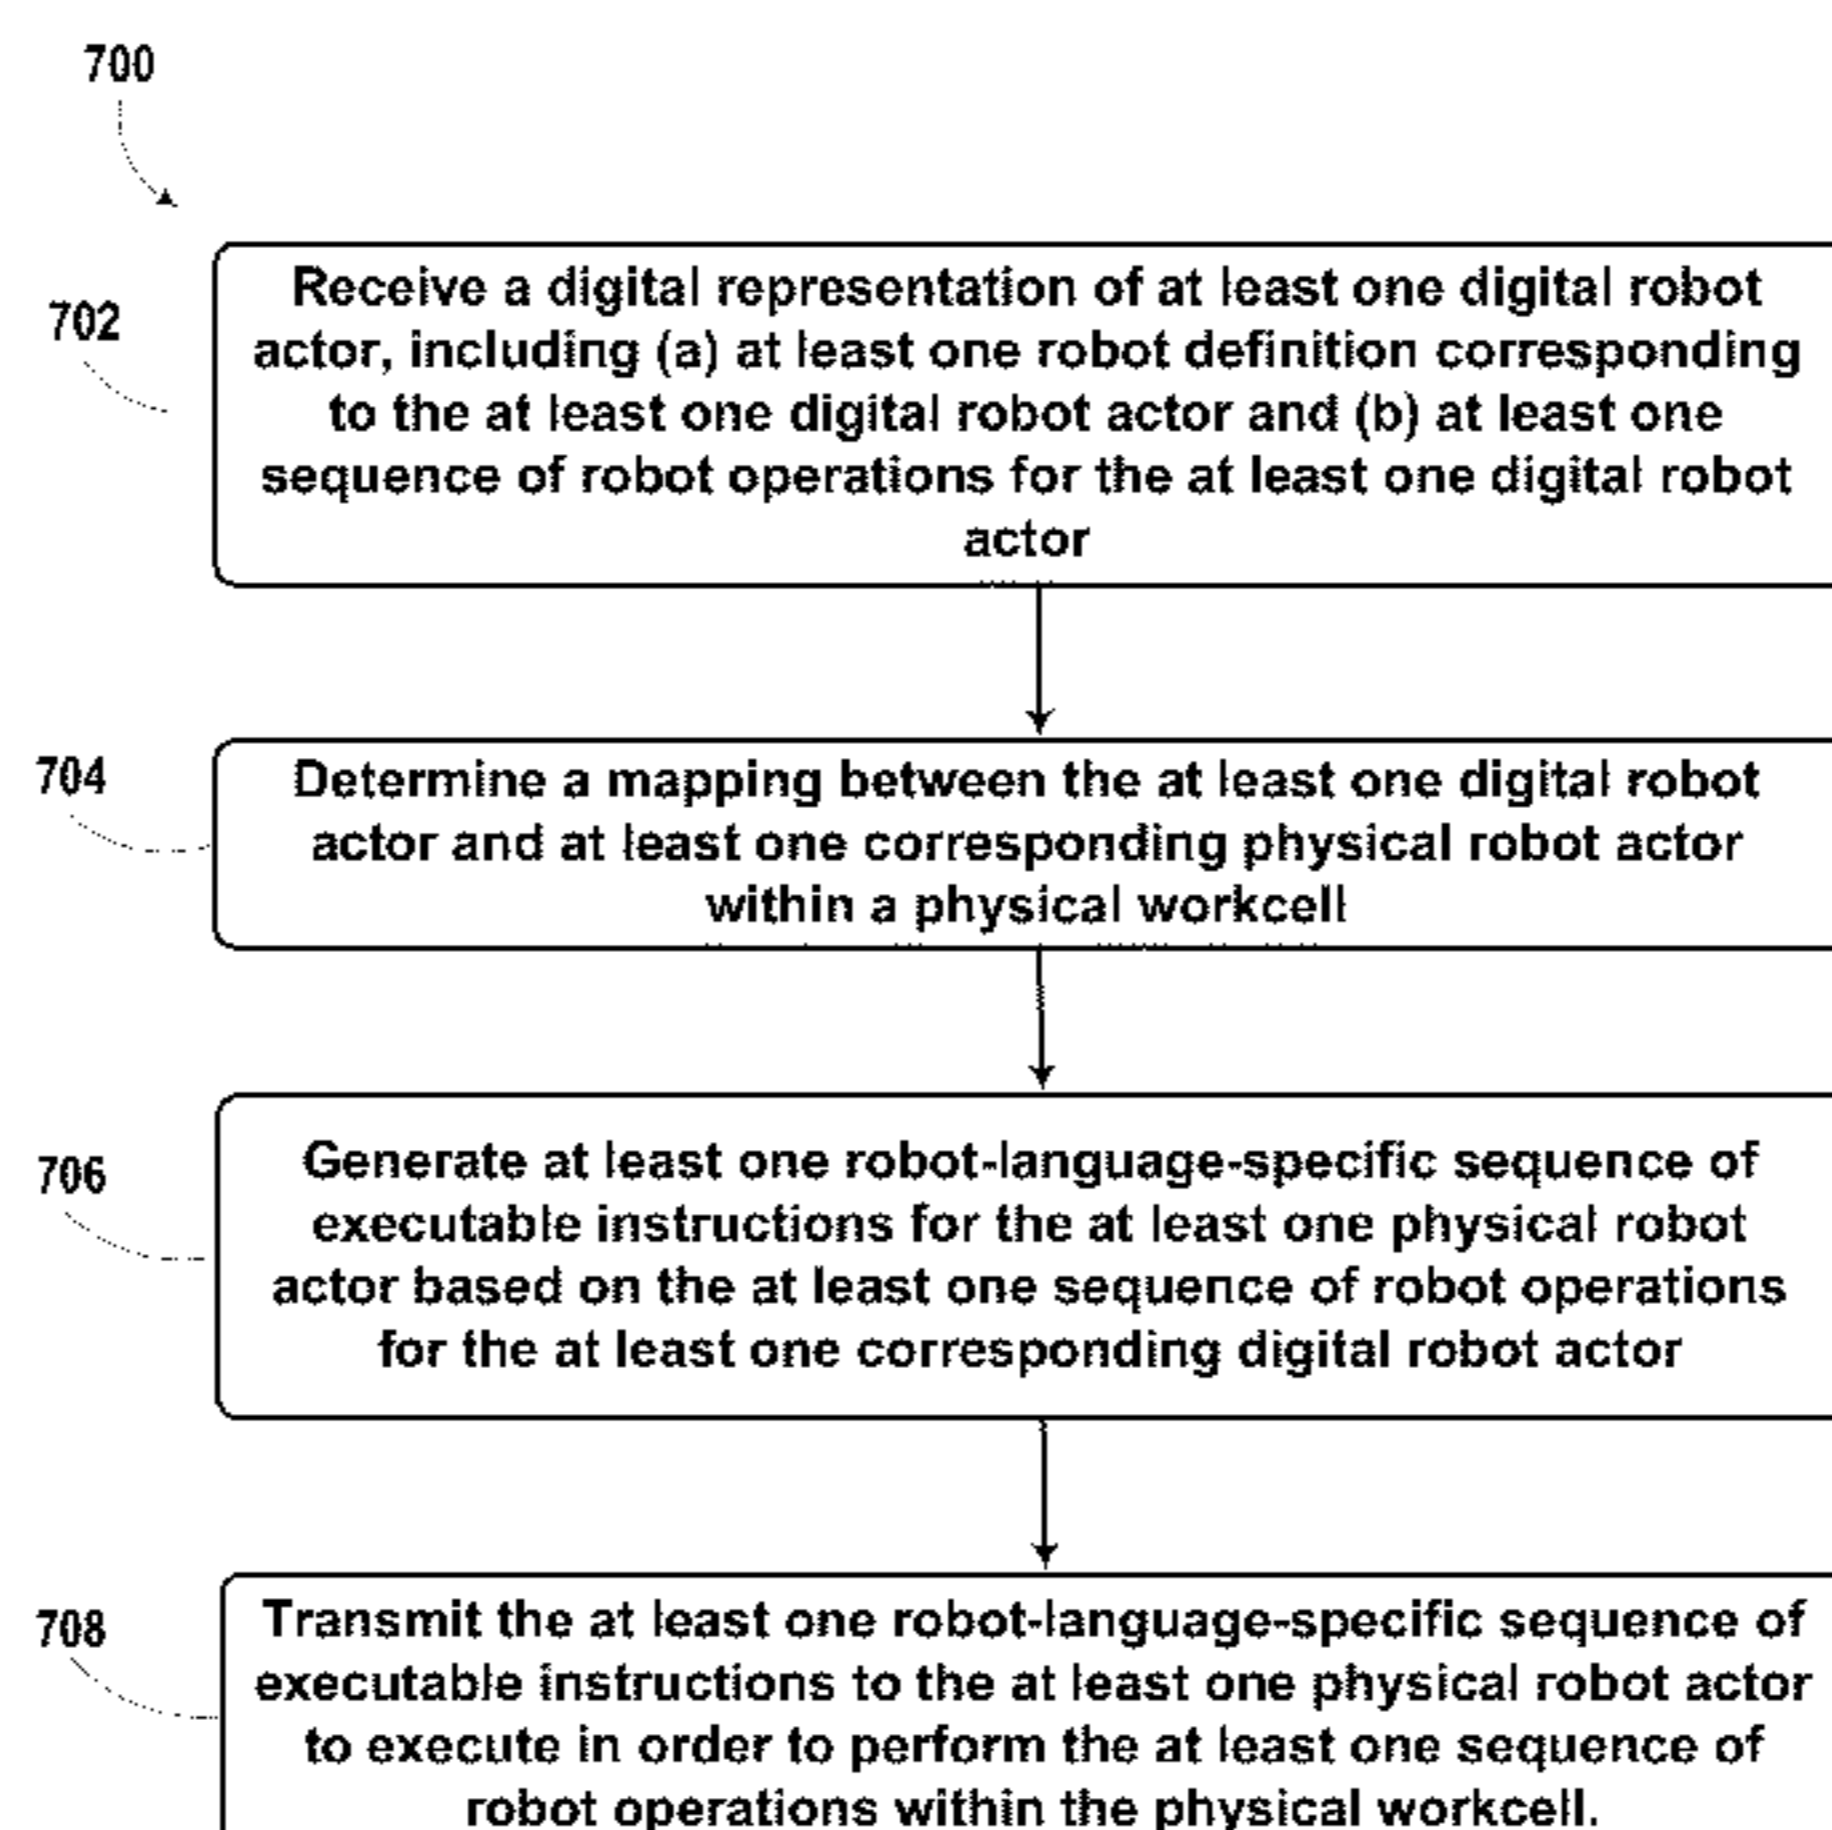 700
702
Receive a digital representation of at least one digital robot
actor, including (a) at least one robot definition corresponding
to the at least one digital robot actor and (b) at least one
sequence of robot operations for the at least one digital robot
actor
704
Determine a mapping between the at least one digital robot
actor and at least one corresponding physical robot actor
within a physical workcell
706
Generate at least one robot-language-specific sequence of
executable instructions for the at least one physical robot
actor based on the at least one sequence of robot operations
for the at least one corresponding digital robot actor
708
Transmit the at least one robot-language-specific sequence of
executable instructions to the at least one physical robot actor
to execute in order to perform the at least one sequence of
robot operations within the physical workcell.